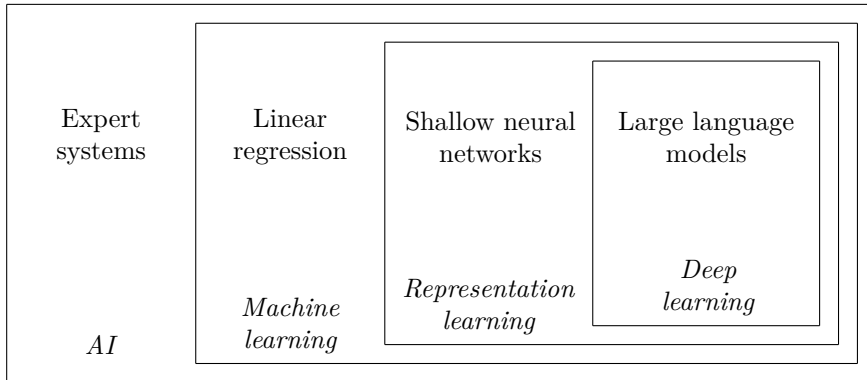 Expert
systems
Linear
regression
Shallow neural
networks
Large language
models
AI
Machine
learning
Representation
learning
Deep
learning